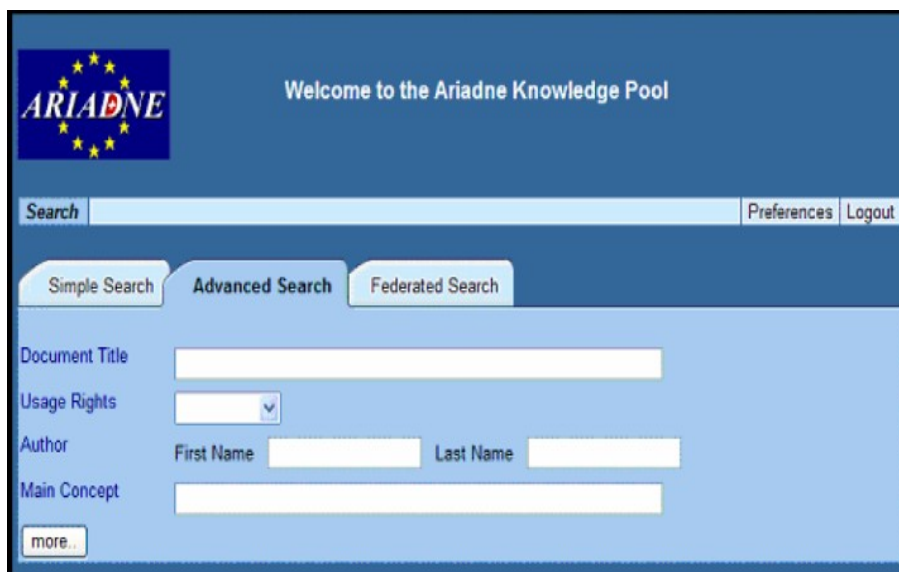 ARIADNE
Welcome to the Ariadne Knowledge Pool
Search Preferences Logout
Simple Search Advanced Search Federated Search
Document Title
Usage Rights
Author First Name Last Name
Main Concept
more..